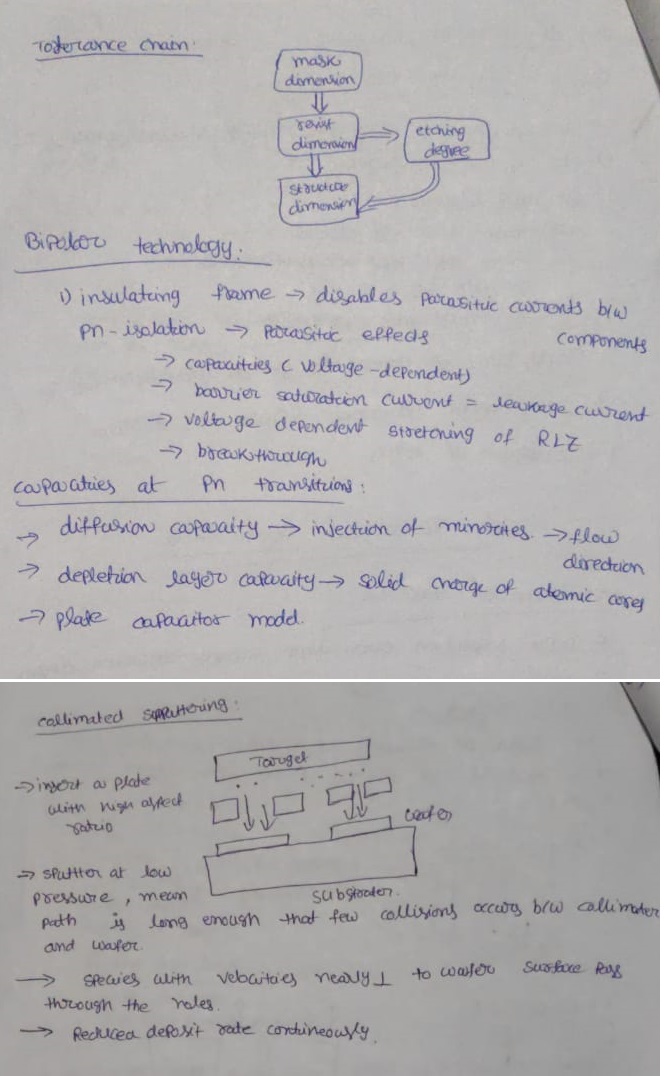 Tolerance chain:
mask
dimension
resist
dimension
etching
degree
structure
dimension
Bipolar technology:
1) insulating frame → disables parasitic currents b/w
components
pn-isolation → Parasitic effects
→ capacities (voltage-dependent)
→ barrier saturation current = leakage current
→ voltage dependent stretching of RLZ
→ breakthrough
capacities at Pn transitions:
→ diffusion capacity → injection of minorites → flow
direction
→ depletion layer capacity → solid charge of atomic cores
→ plate capacitor model.
collimated sputtering:
Target
→ insert a plate
with high aspect
ratio
wafer
substrate.
→ sputter at low
pressure, mean
path is long enough that few collisions occurs b/w collimator
and wafer.
→ species with velocities nearly ⊥ to wafer surface pass
through the holes.
→ Reduced deposit rate contineously.